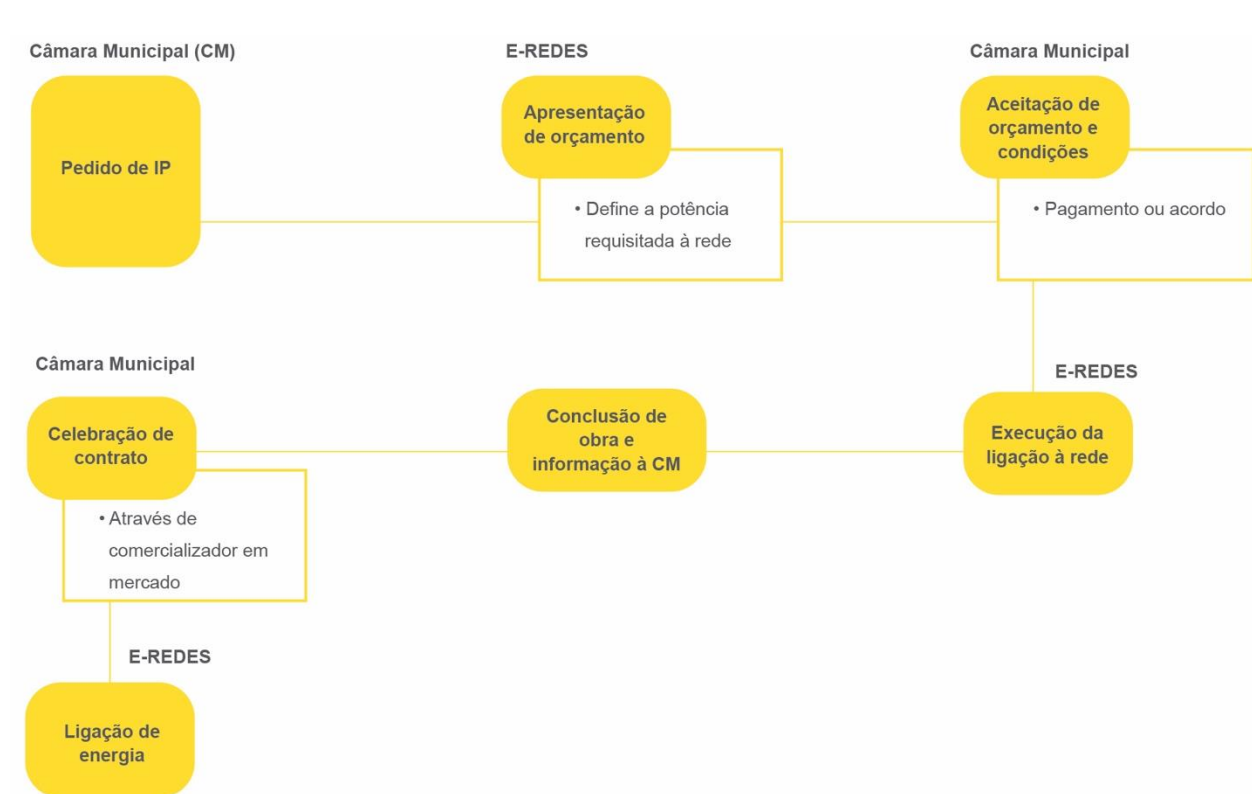 Câmara Municipal (CM)
Pedido de IP
E-REDES
Apresentação
de orçamento
• Define a potência
requisitada à rede
Câmara Municipal
Aceitação de
orçamento e
condições
• Pagamento ou acordo
E-REDES
Execução da
ligação à rede
Conclusão de
obra e
informação à CM
Câmara Municipal
Celebração de
contrato
• Através de
comercializador em
mercado
E-REDES
Ligação de
energia